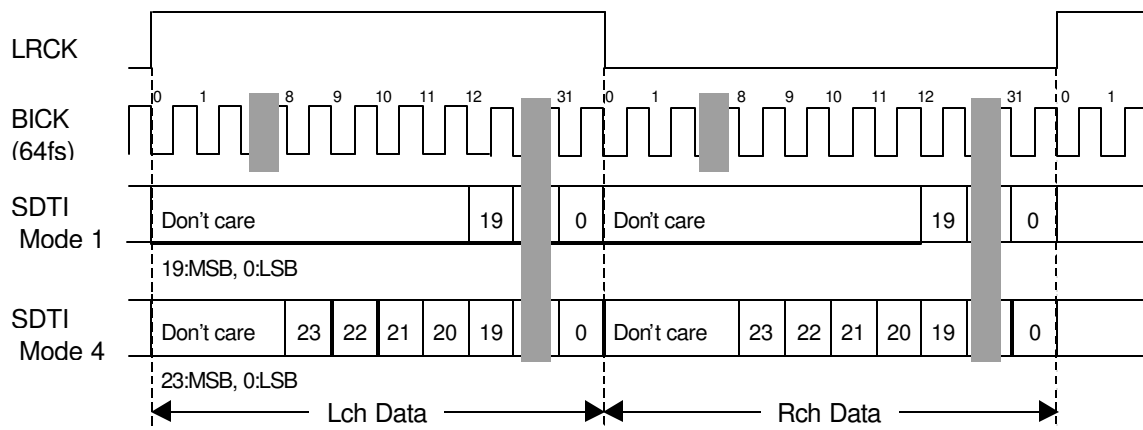 LRCK
BICK
(64fs)
0 1 8 9 10 11 12 31 0 1 8 9 10 11 12 31 0 1
SDTI
Mode 1
Don't care 19 0 Don't care 19 0
19:MSB, 0:LSB
SDTI
Mode 4
Don't care 23 22 21 20 19 0 Don't care 23 22 21 20 19 0
23:MSB, 0:LSB
Lch Data Rch Data